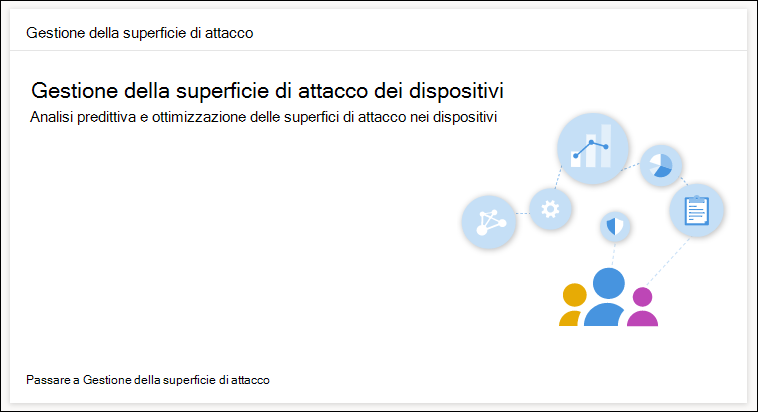 Gestione della superficie di attacco
Gestione della superficie di attacco dei dispositivi
Analisi predittiva e ottimizzazione delle superfici di attacco nei dispositivi
Passare a Gestione della superficie di attacco